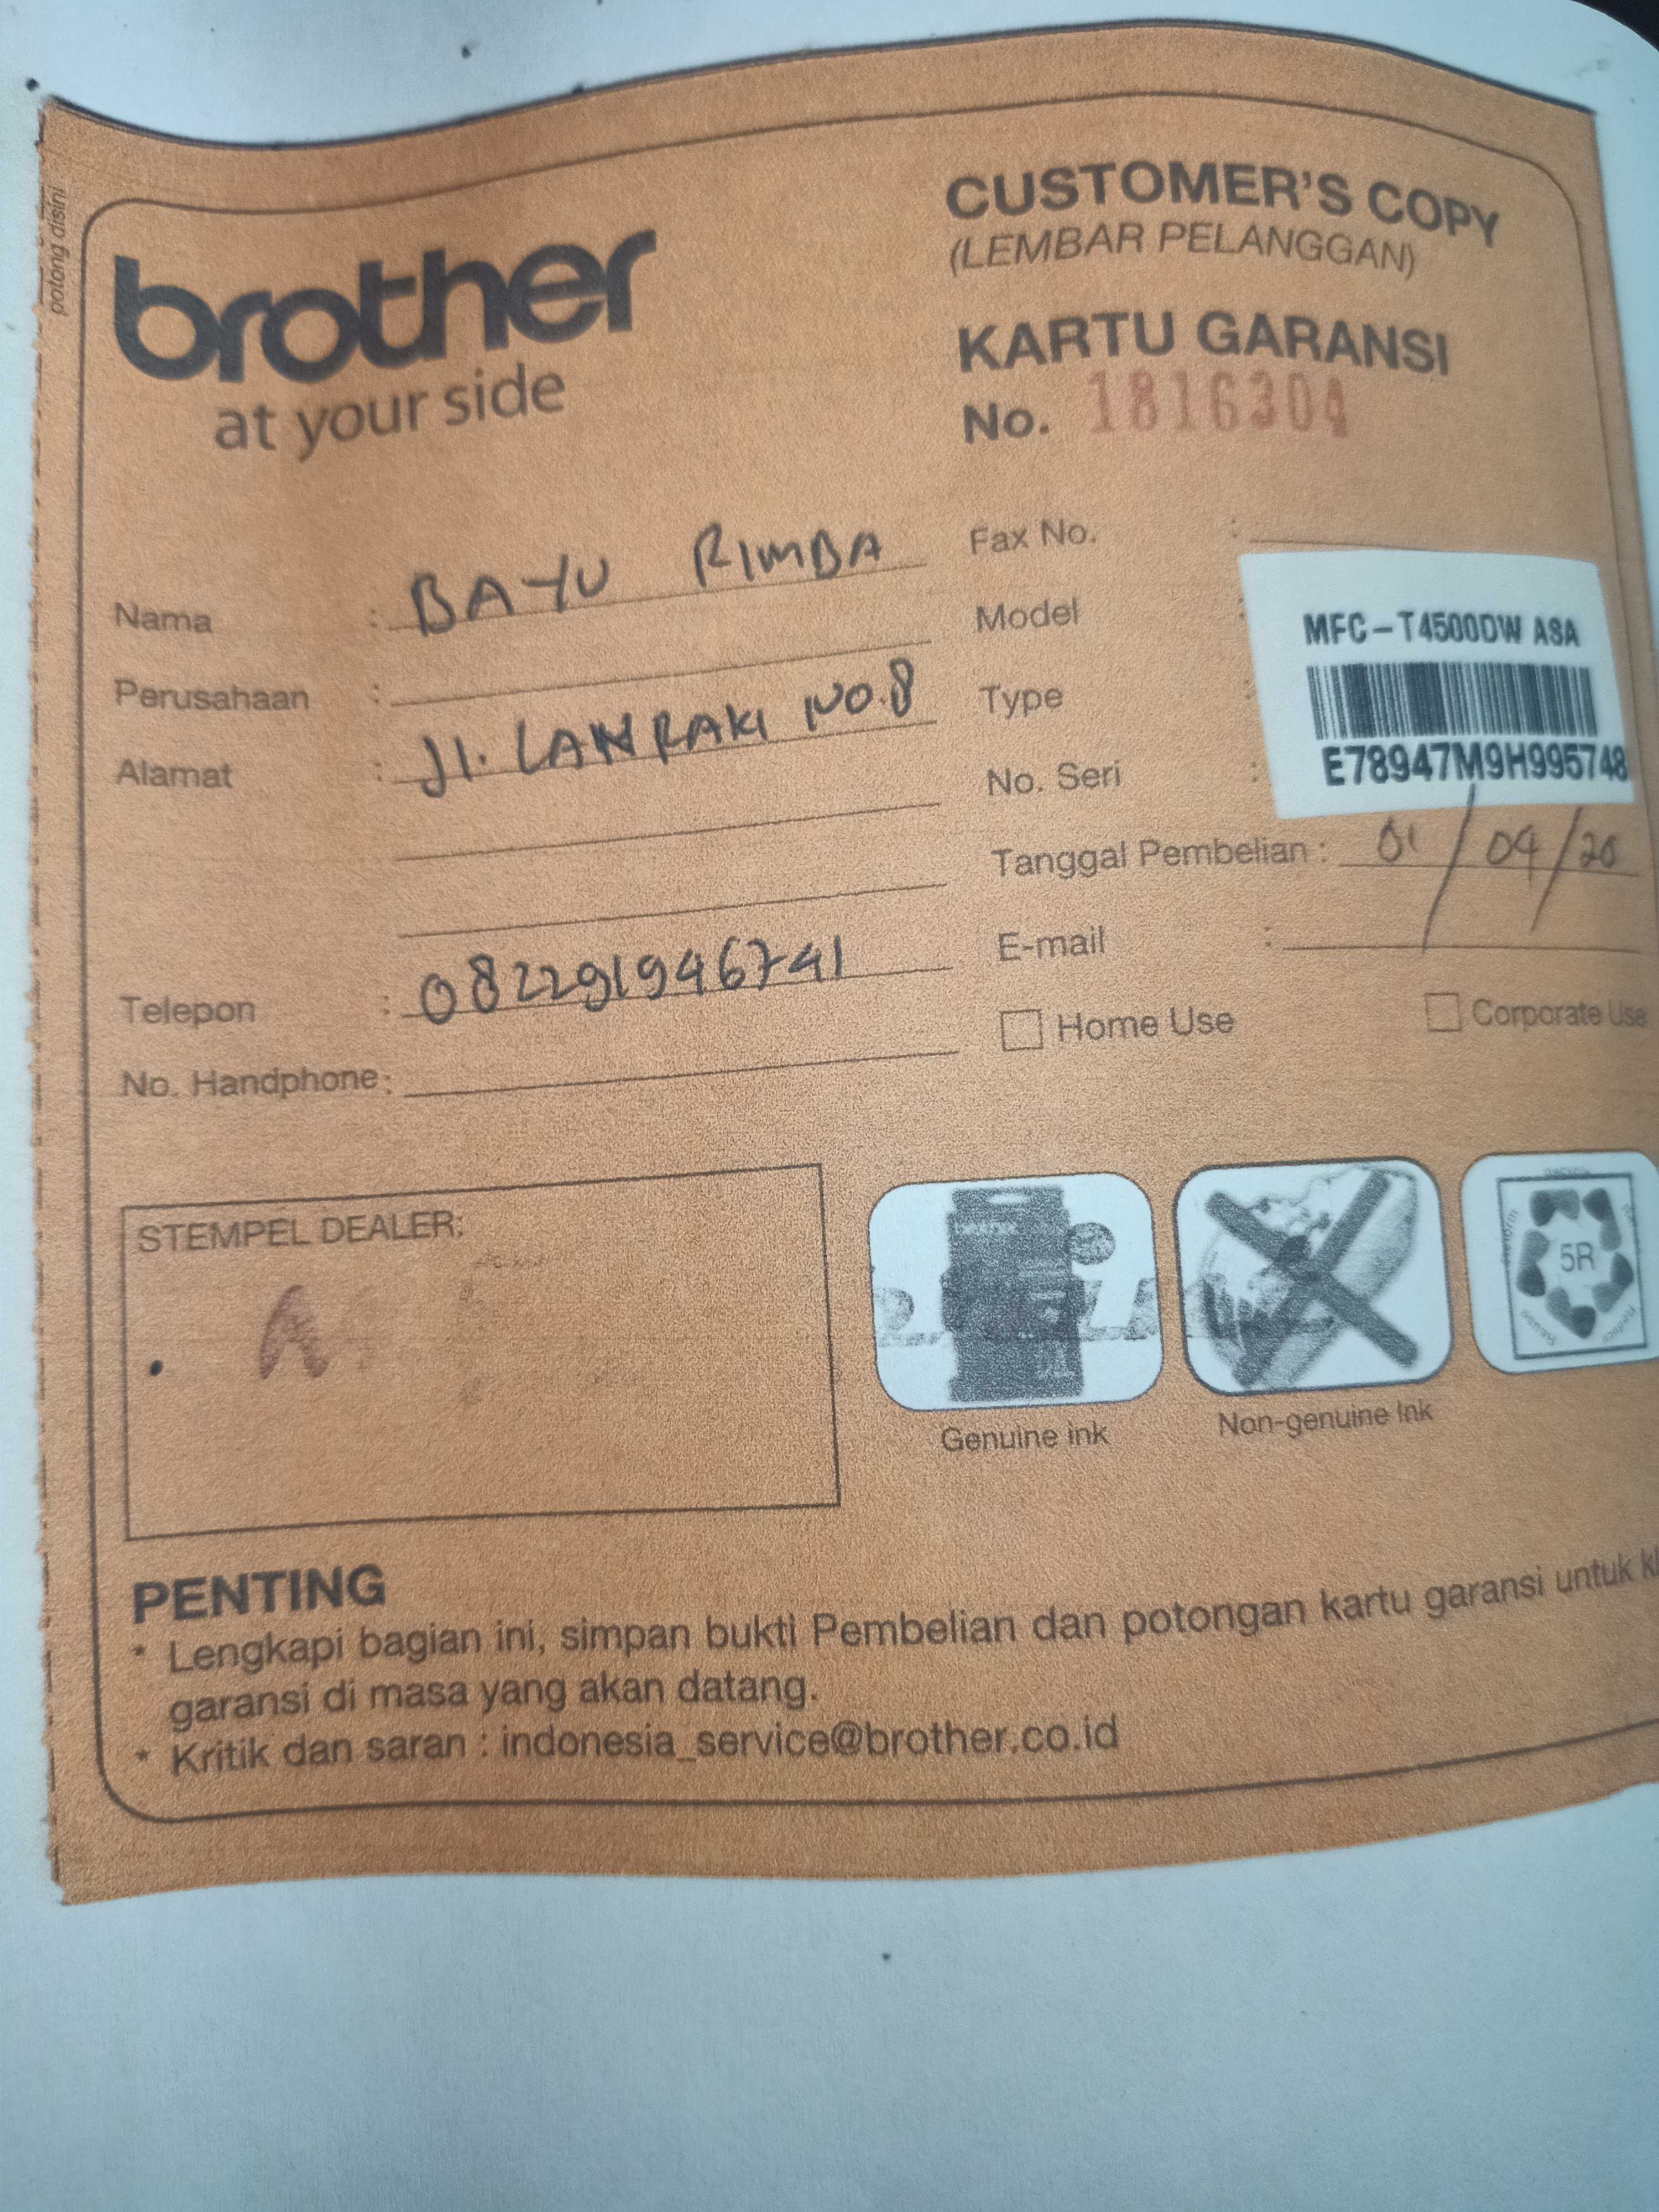 potong disini
brother
at your side
CUSTOMER'S COPY
(LEMBAR PELANGGAN)
KARTU GARANSI
No. 1816304
Nama : BAYU RIMBA
Perusahaan :
Alamat : Jl. LANRAKI NO.8
Telepon : 082291946741
No. Handphone:
Fax No. :
Model :
Type :
No. Seri :
MFC-T4500DW ASA
E78947M9H995748
Tanggal Pembelian : 01/04/20
E-mail :
Home Use
Corporate Use
STEMPEL DEALER:
Genuine ink
Non-genuine Ink
5R
PENTING
* Lengkapi bagian ini, simpan bukti Pembelian dan potongan kartu garansi untuk
garansi di masa yang akan datang.
* Kritik dan saran : indonesia_service@brother.co.id